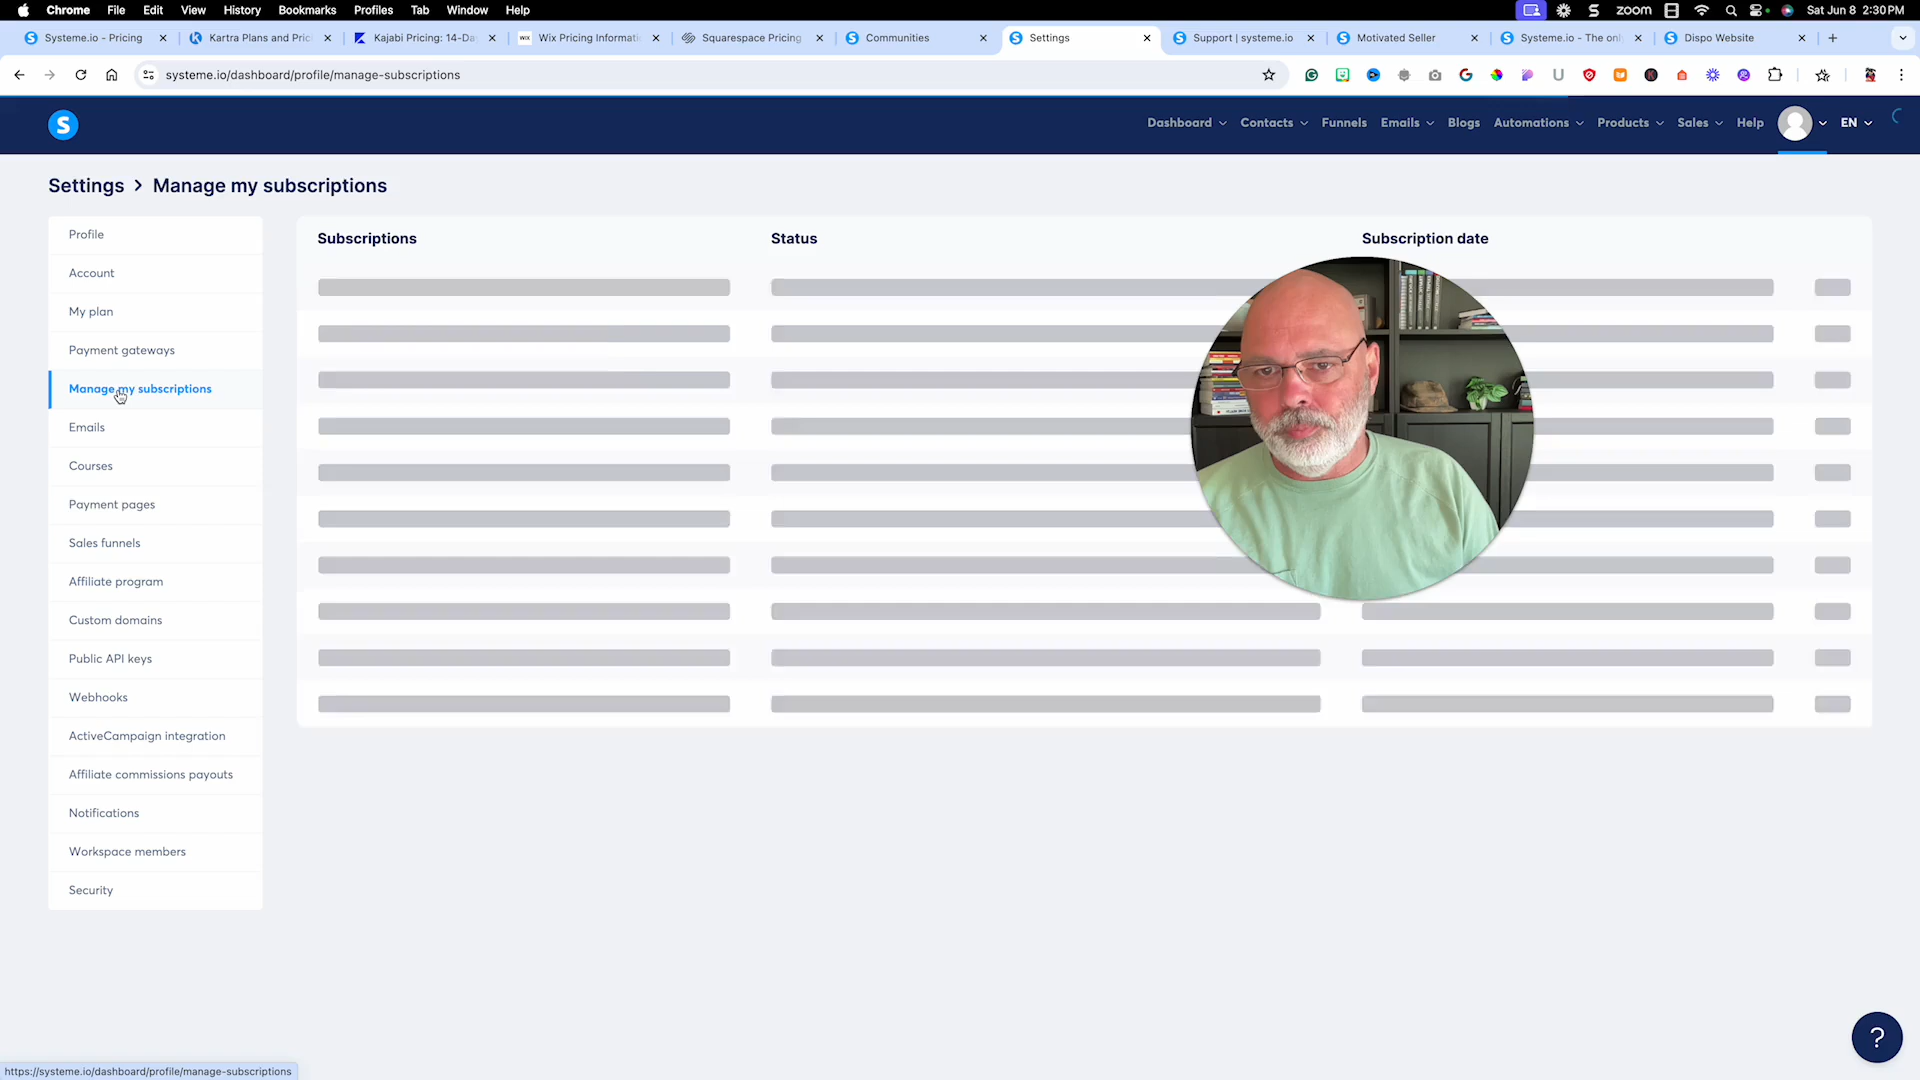 Chrome File Edit View History Bookmarks Profiles Tab Window Help zoom Sat Jun 8 2:30 PM
Systeme.io - Pricing Kartra Plans and Pric Kajabi Pricing: 14-Da Wix Pricing Informati Squarespace Pricing Communities Settings Support | systeme.io Motivated Seller Systeme.io - The onl Dispo Website
systeme.io/dashboard/profile/manage-subscriptions
S Dashboard Contacts Funnels Emails Blogs Automations Products Sales Help EN
Settings > Manage my subscriptions
Profile
Subscriptions Status Subscription date
Account
My plan
Payment gateways
Manage my subscriptions
Emails
Courses
Payment pages
Sales funnels
Affiliate program
Custom domains
Public API keys
Webhooks
ActiveCampaign integration
Affiliate commissions payouts
Notifications
Workspace members
Security
?
https://systeme.io/dashboard/profile/manage-subscriptions